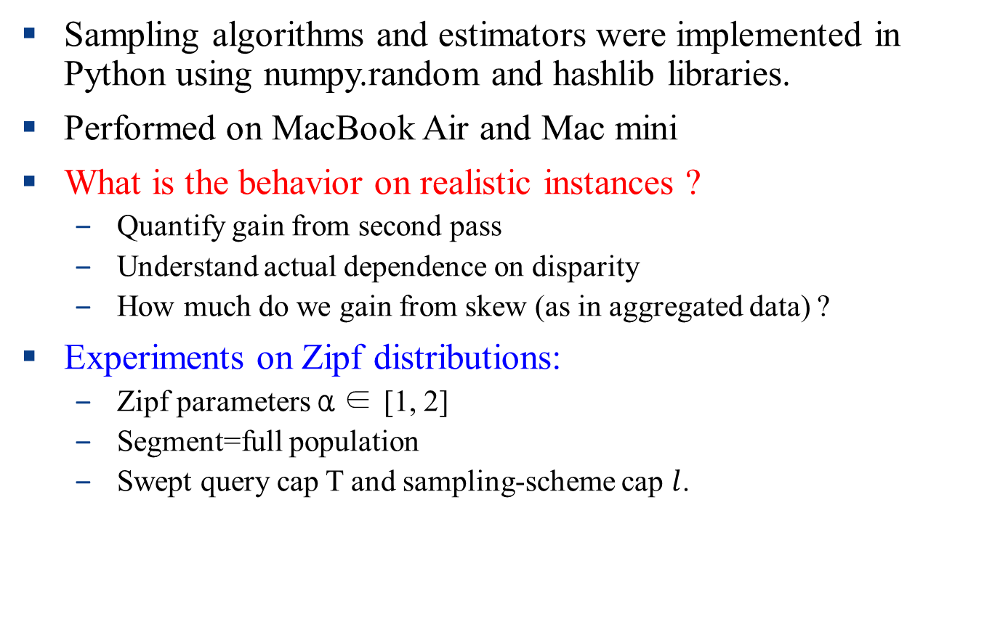 ▪ Sampling algorithms and estimators were implemented in
Python using numpy.random and hashlib libraries.
▪ Performed on MacBook Air and Mac mini
▪ What is the behavior on realistic instances ?
– Quantify gain from second pass
– Understand actual dependence on disparity
– How much do we gain from skew (as in aggregated data) ?
▪ Experiments on Zipf distributions:
– Zipf parameters α ∈ [1, 2]
– Segment=full population
– Swept query cap T and sampling-scheme cap l.